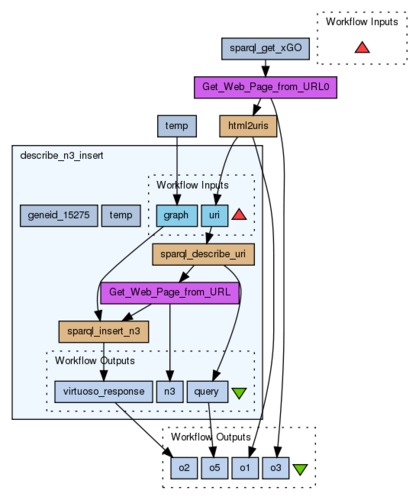 Workflow Inputs
sparql_get_xGO
Get_Web_Page_from_URL0
temp
html2uris
describe_n3_insert
Workflow Inputs
geneid_15275
temp
graph
uri
sparql_describe_uri
Get_Web_Page_from_URL
sparql_insert_n3
Workflow Outputs
virtuoso_response
n3
query
Workflow Outputs
o2
o5
o1
o3